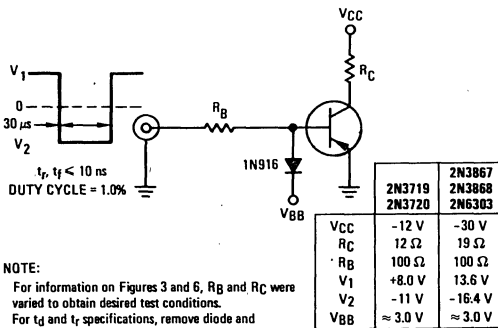 VCC
RC
V1
0
30 μs
V2
RB
tr, tf ≤ 10 ns
DUTY CYCLE = 1.0%
1N916
VBB
2N3719 2N3720 2N3867 2N3868 2N6303
VCC -12 V -30 V
RC 12 Ω 19 Ω
RB 100 Ω 100 Ω
V1 +8.0 V 13.6 V
V2 -11 V -16.4 V
VBB ≈ 3.0 V ≈ 3.0 V
NOTE:
For information on Figures 3 and 6, RB and RC were
varied to obtain desired test conditions.
For td and tr specifications, remove diode and